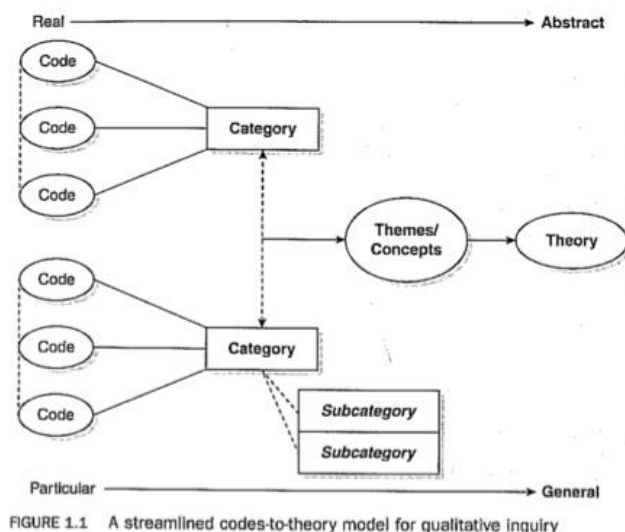 Real
Abstract
Code
Code
Category
Code
Themes/
Concepts
Theory
Code
Code
Category
Code
Subcategory
Subcategory
Particular
General
FIGURE 1.1 A streamlined codes-to-theory model for qualitative inquiry